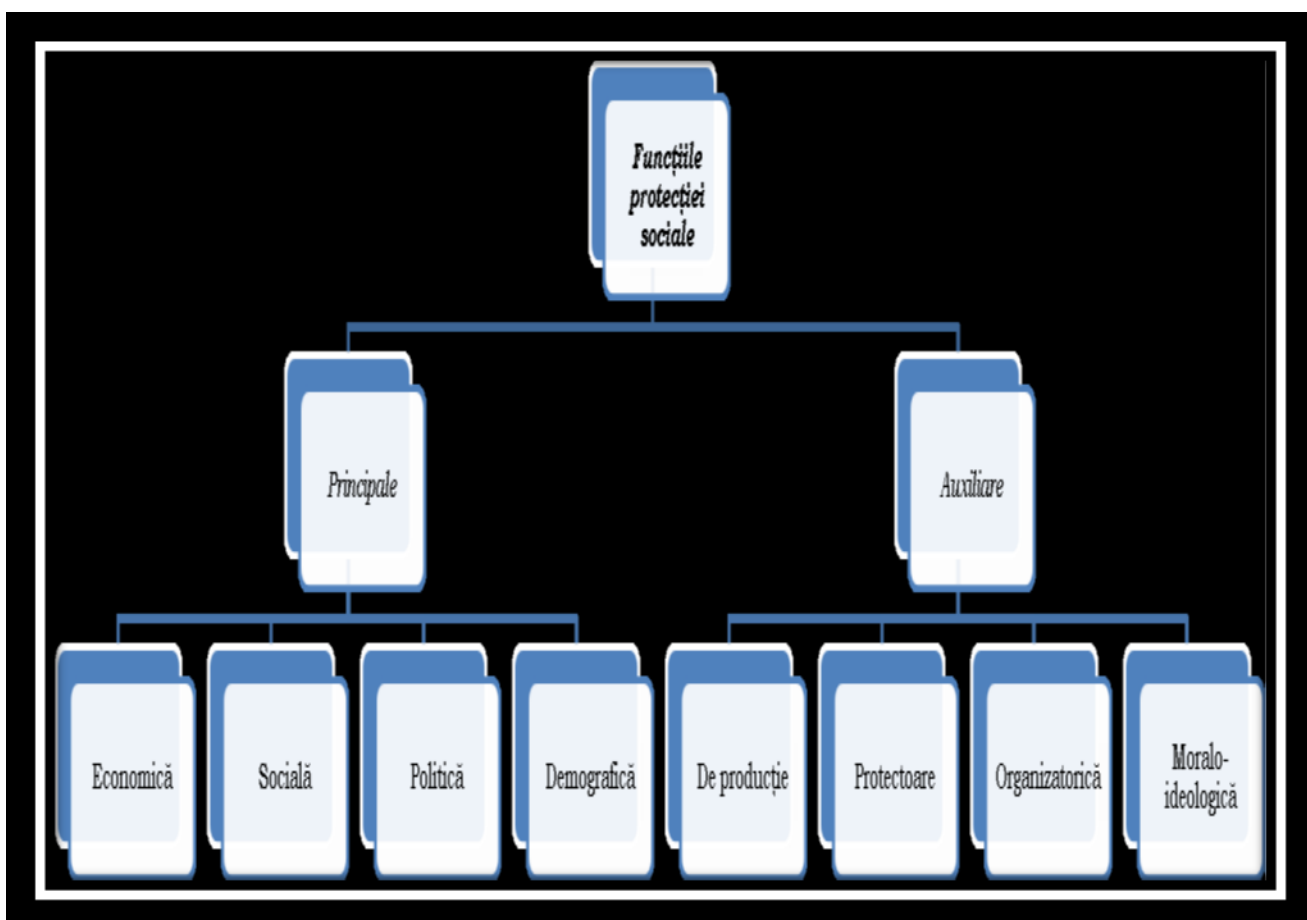 Funcțiile
protecției
sociale
Principale
Auxiliare
Economică
Socială
Politică
Demografică
De producție
Protectoare
Organizatorică
Moralo-
ideologică